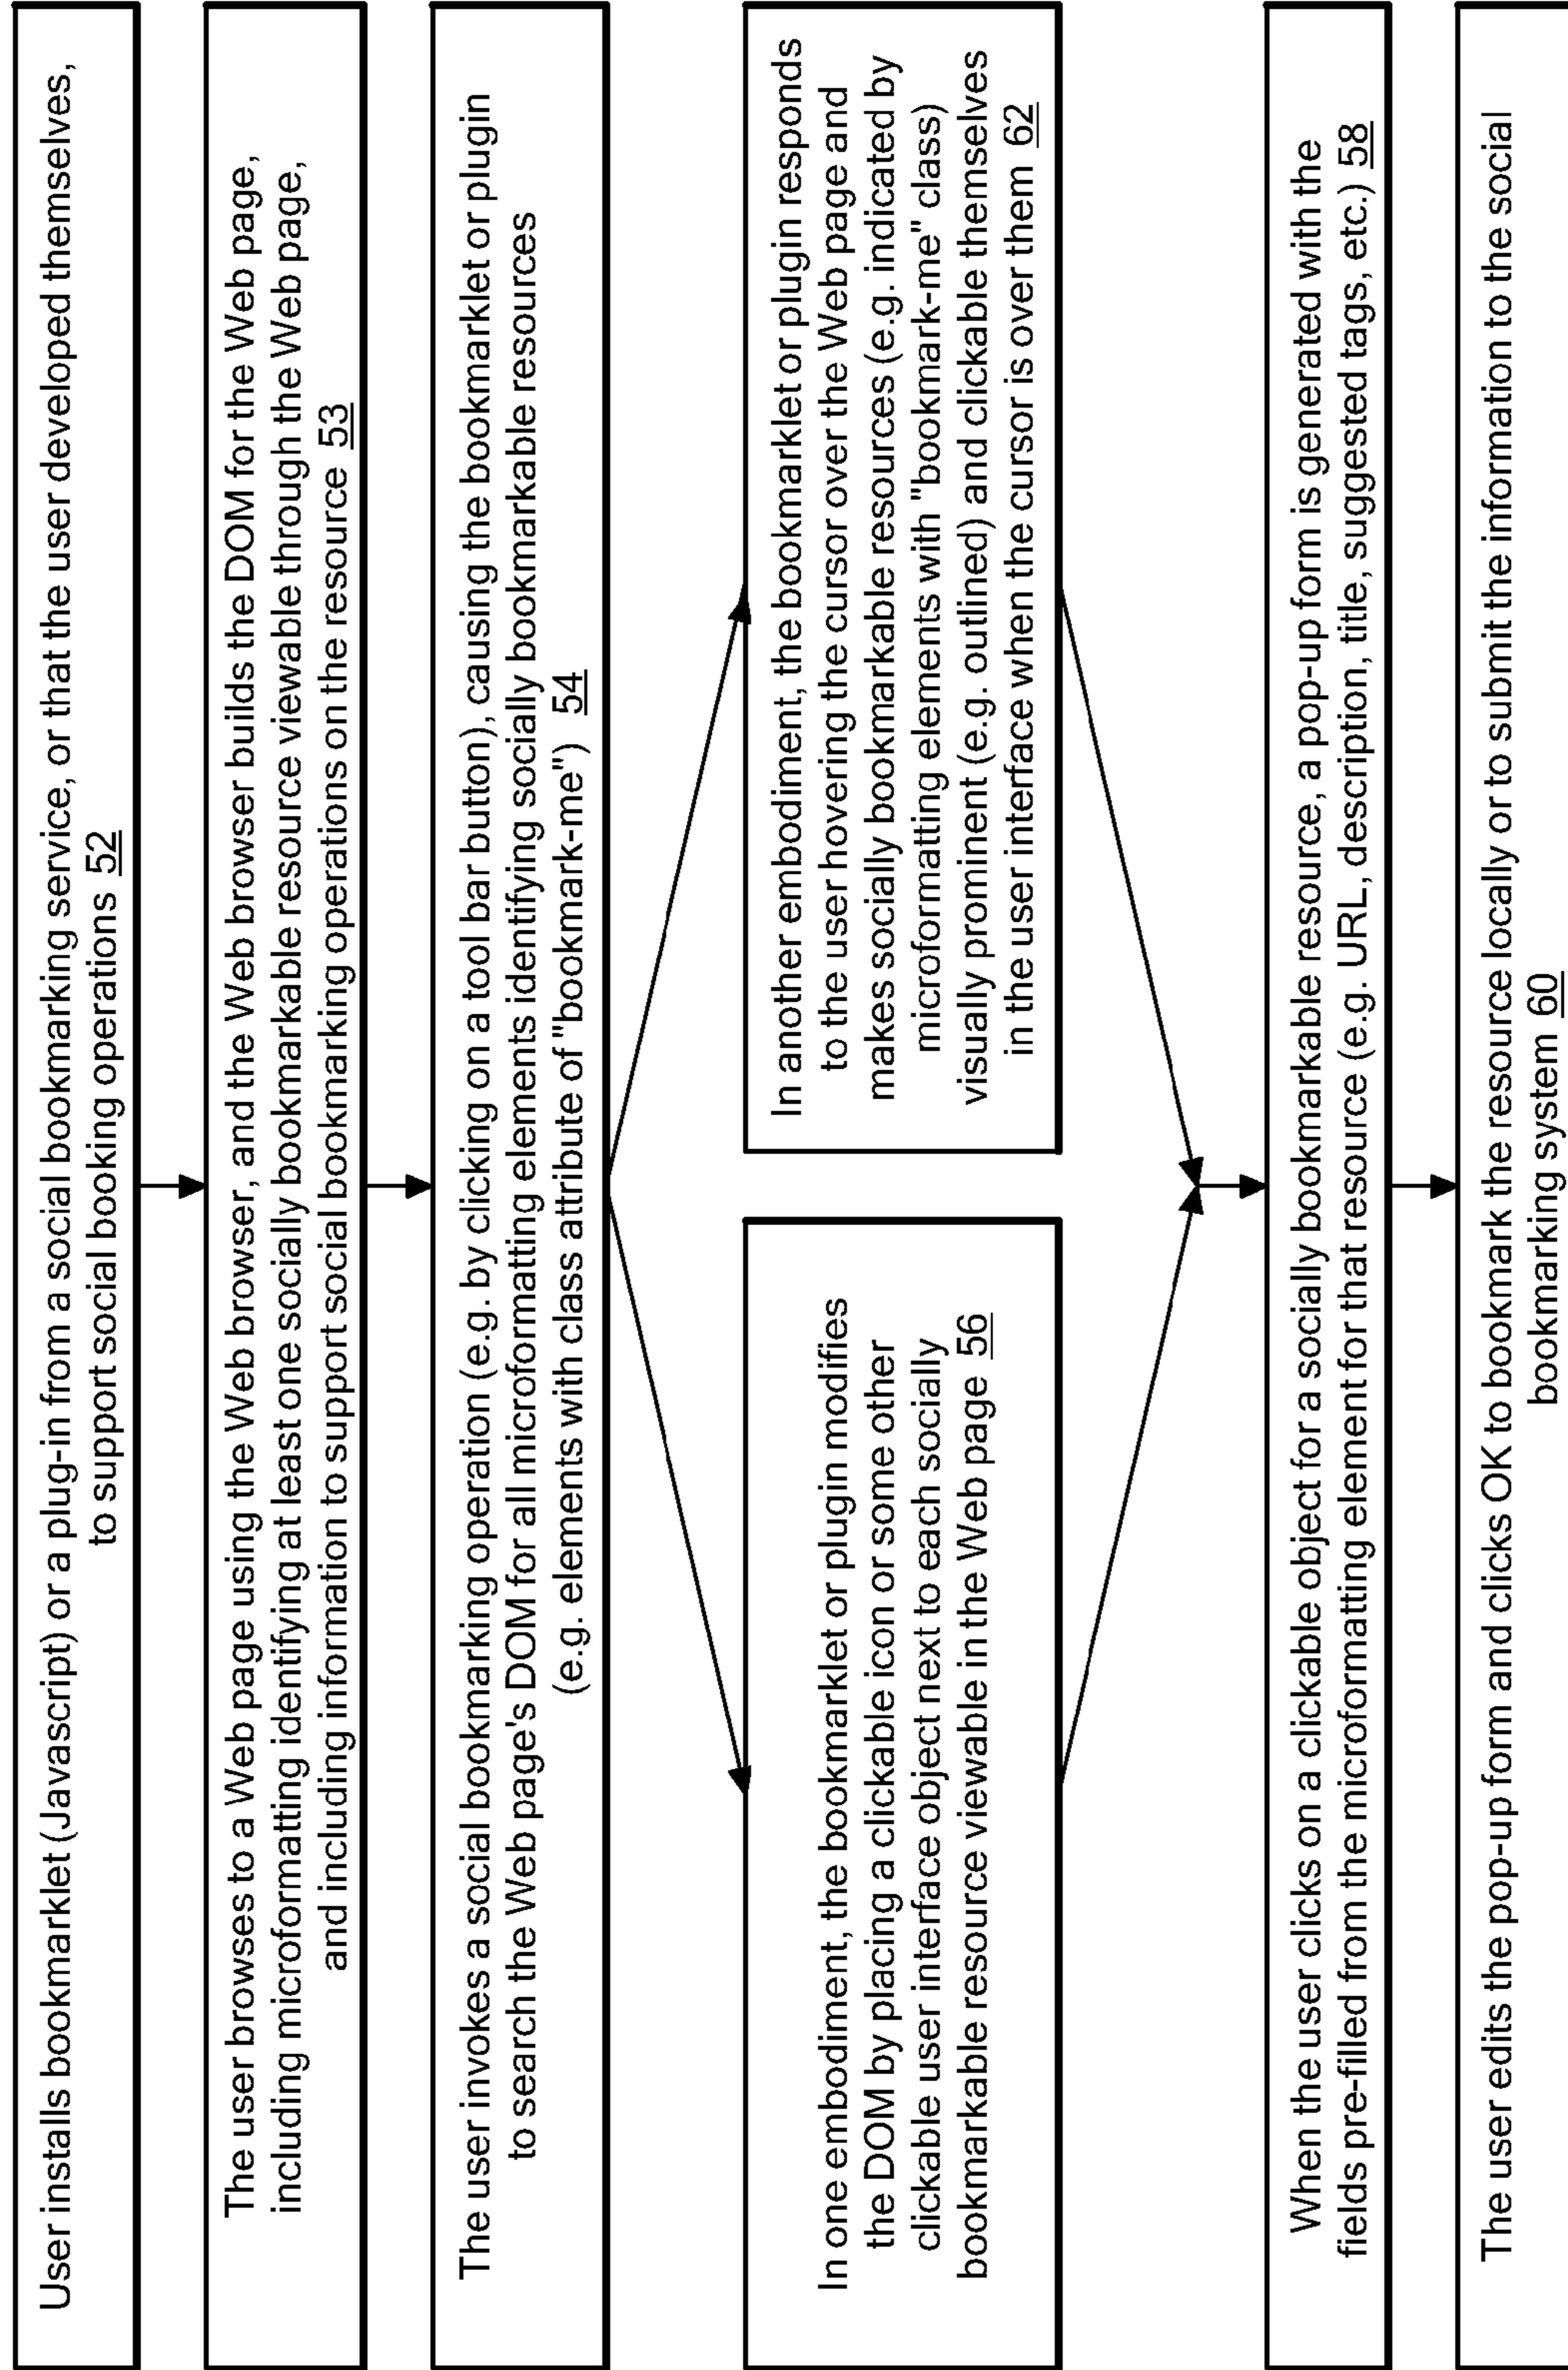 User installs bookmarklet (Javascript) or a plug-in from a social bookmarking service, or that the user developed themselves,
to support social booking operations 52
The user browses to a Web page using the Web browser, and the Web browser builds the DOM for the Web page,
including microformatting identifying at least one socially bookmarkable resource viewable through the Web page,
and including information to support social bookmarking operations on the resource 53
The user invokes a social bookmarking operation (e.g. by clicking on a tool bar button), causing the bookmarklet or plugin
to search the Web page's DOM for all microformatting elements identifying socially bookmarkable resources
(e.g. elements with class attribute of "bookmark-me") 54
In one embodiment, the bookmarklet or plugin modifies
the DOM by placing a clickable icon or some other
clickable user interface object next to each socially
bookmarkable resource viewable in the Web page 56
In another embodiment, the bookmarklet or plugin responds
to the user hovering the cursor over the Web page and
makes socially bookmarkable resources (e.g. indicated by
microformatting elements with "bookmark-me" class)
visually prominent (e.g. outlined) and clickable themselves
in the user interface when the cursor is over them 62
When the user clicks on a clickable object for a socially bookmarkable resource, a pop-up form is generated with the
fields pre-filled from the microformatting element for that resource (e.g. URL, description, title, suggested tags, etc.) 58
The user edits the pop-up form and clicks OK to bookmark the resource locally or to submit the information to the social
bookmarking system 60